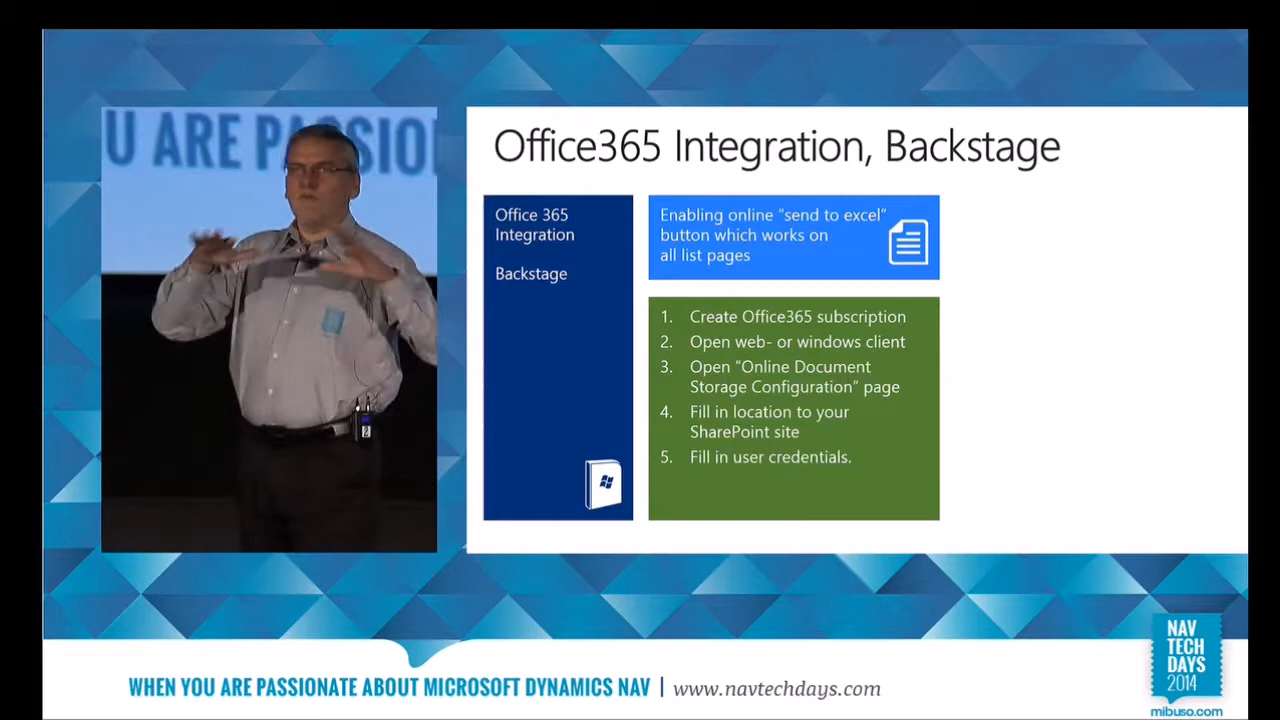 U ARE PASSIO
Office365 Integration, Backstage
Office 365
Integration
Backstage
Enabling online “send to excel”
button which works on
all list pages
1. Create Office365 subscription
2. Open web- or windows client
3. Open “Online Document
Storage Configuration” page
4. Fill in location to your
SharePoint site
5. Fill in user credentials.
WHEN YOU ARE PASSIONATE ABOUT MICROSOFT DYNAMICS NAV | www.navtechdays.com
NAV
TECH
DAYS
2014
mibuso.com